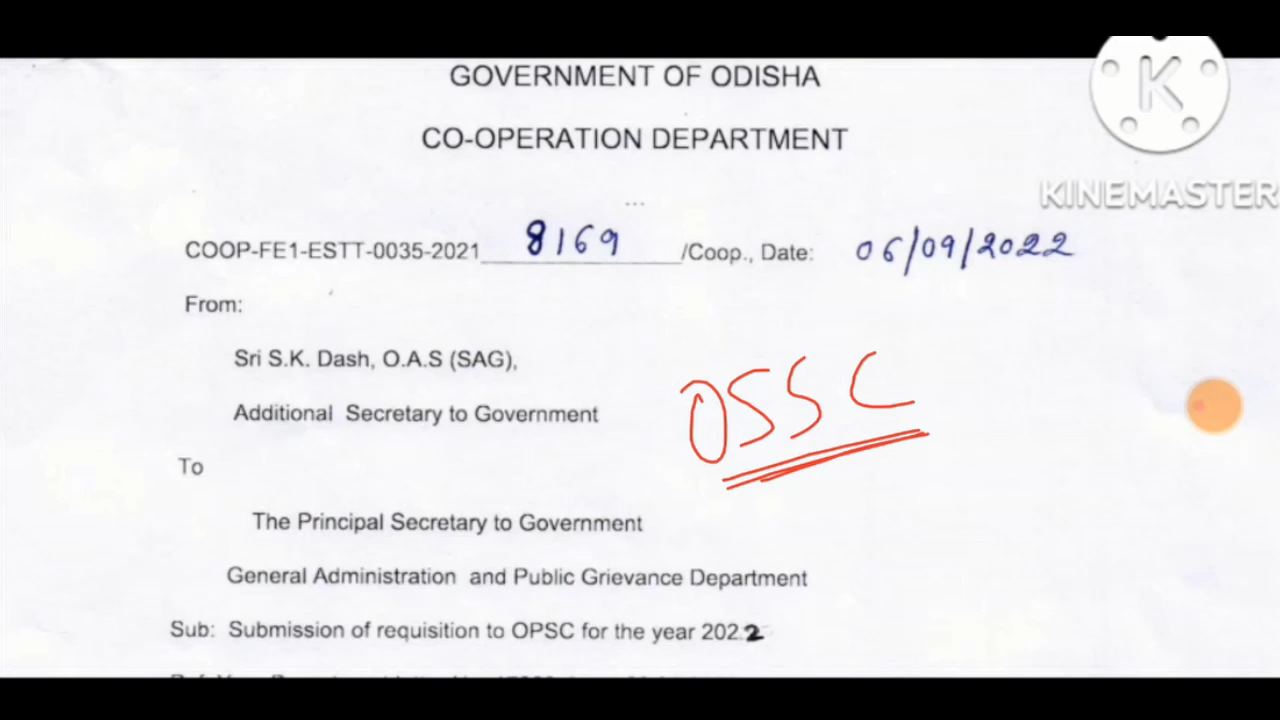 GOVERNMENT OF ODISHA
CO-OPERATION DEPARTMENT
...
COOP-FE1-ESTT-0035-2021 8169 /Coop., Date: 06/09/2022
From:
Sri S.K. Dash, O.A.S (SAG),
Additional Secretary to Government
OSSC
To
The Principal Secretary to Government
General Administration and Public Grievance Department
Sub: Submission of requisition to OPSC for the year 2022
K
KINEMASTER